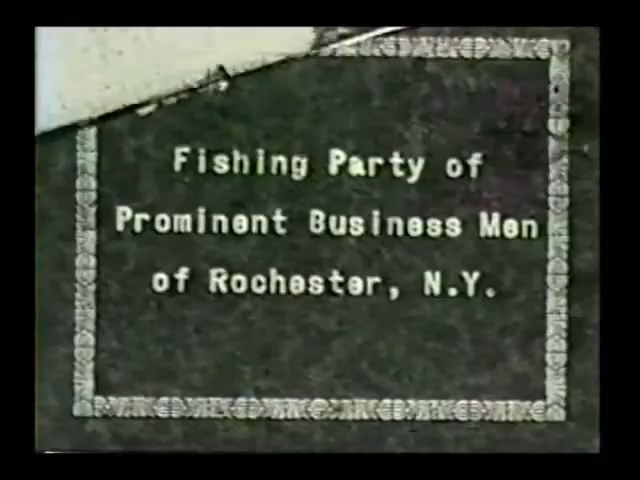 Fishing Party of
Prominent Business Men
of Rochester, N.Y.